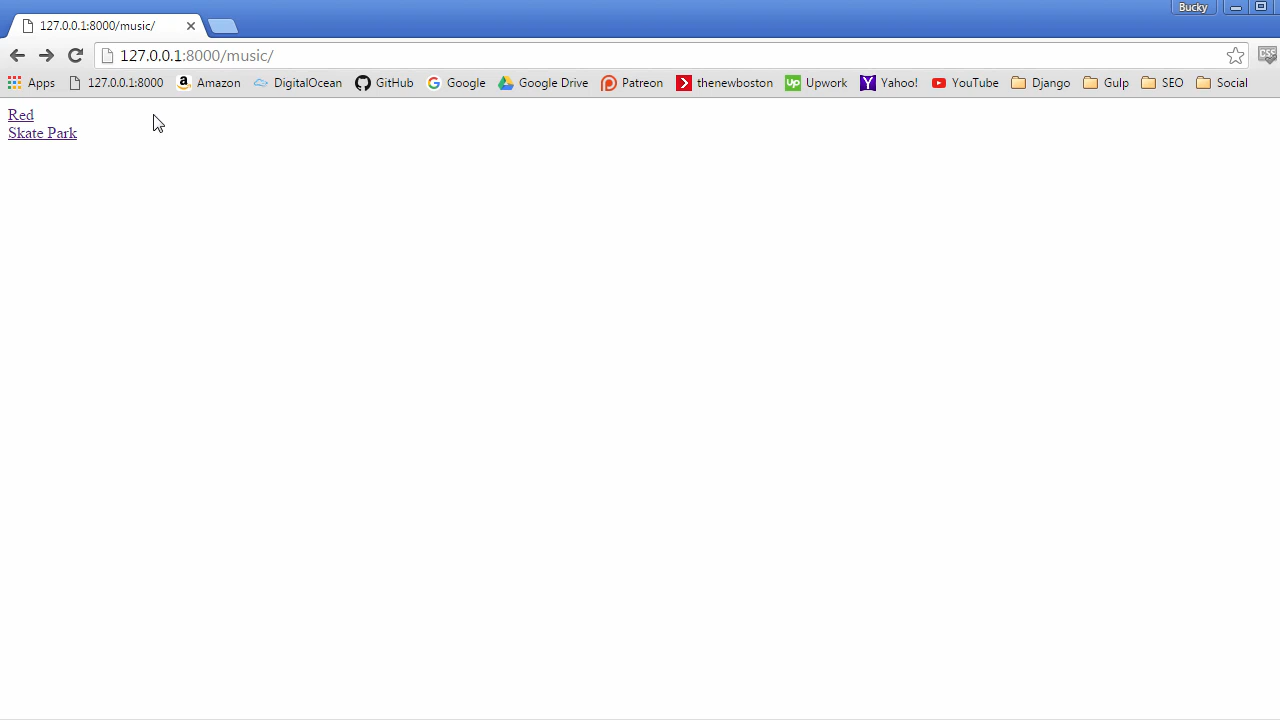 Bucky
127.0.0.1:8000/music/
127.0.0.1:8000/music/
CSS
Apps 127.0.0.1:8000 Amazon DigitalOcean GitHub Google Google Drive Patreon thenewboston Upwork Yahoo! YouTube Django Gulp SEO Social
Red
Skate Park